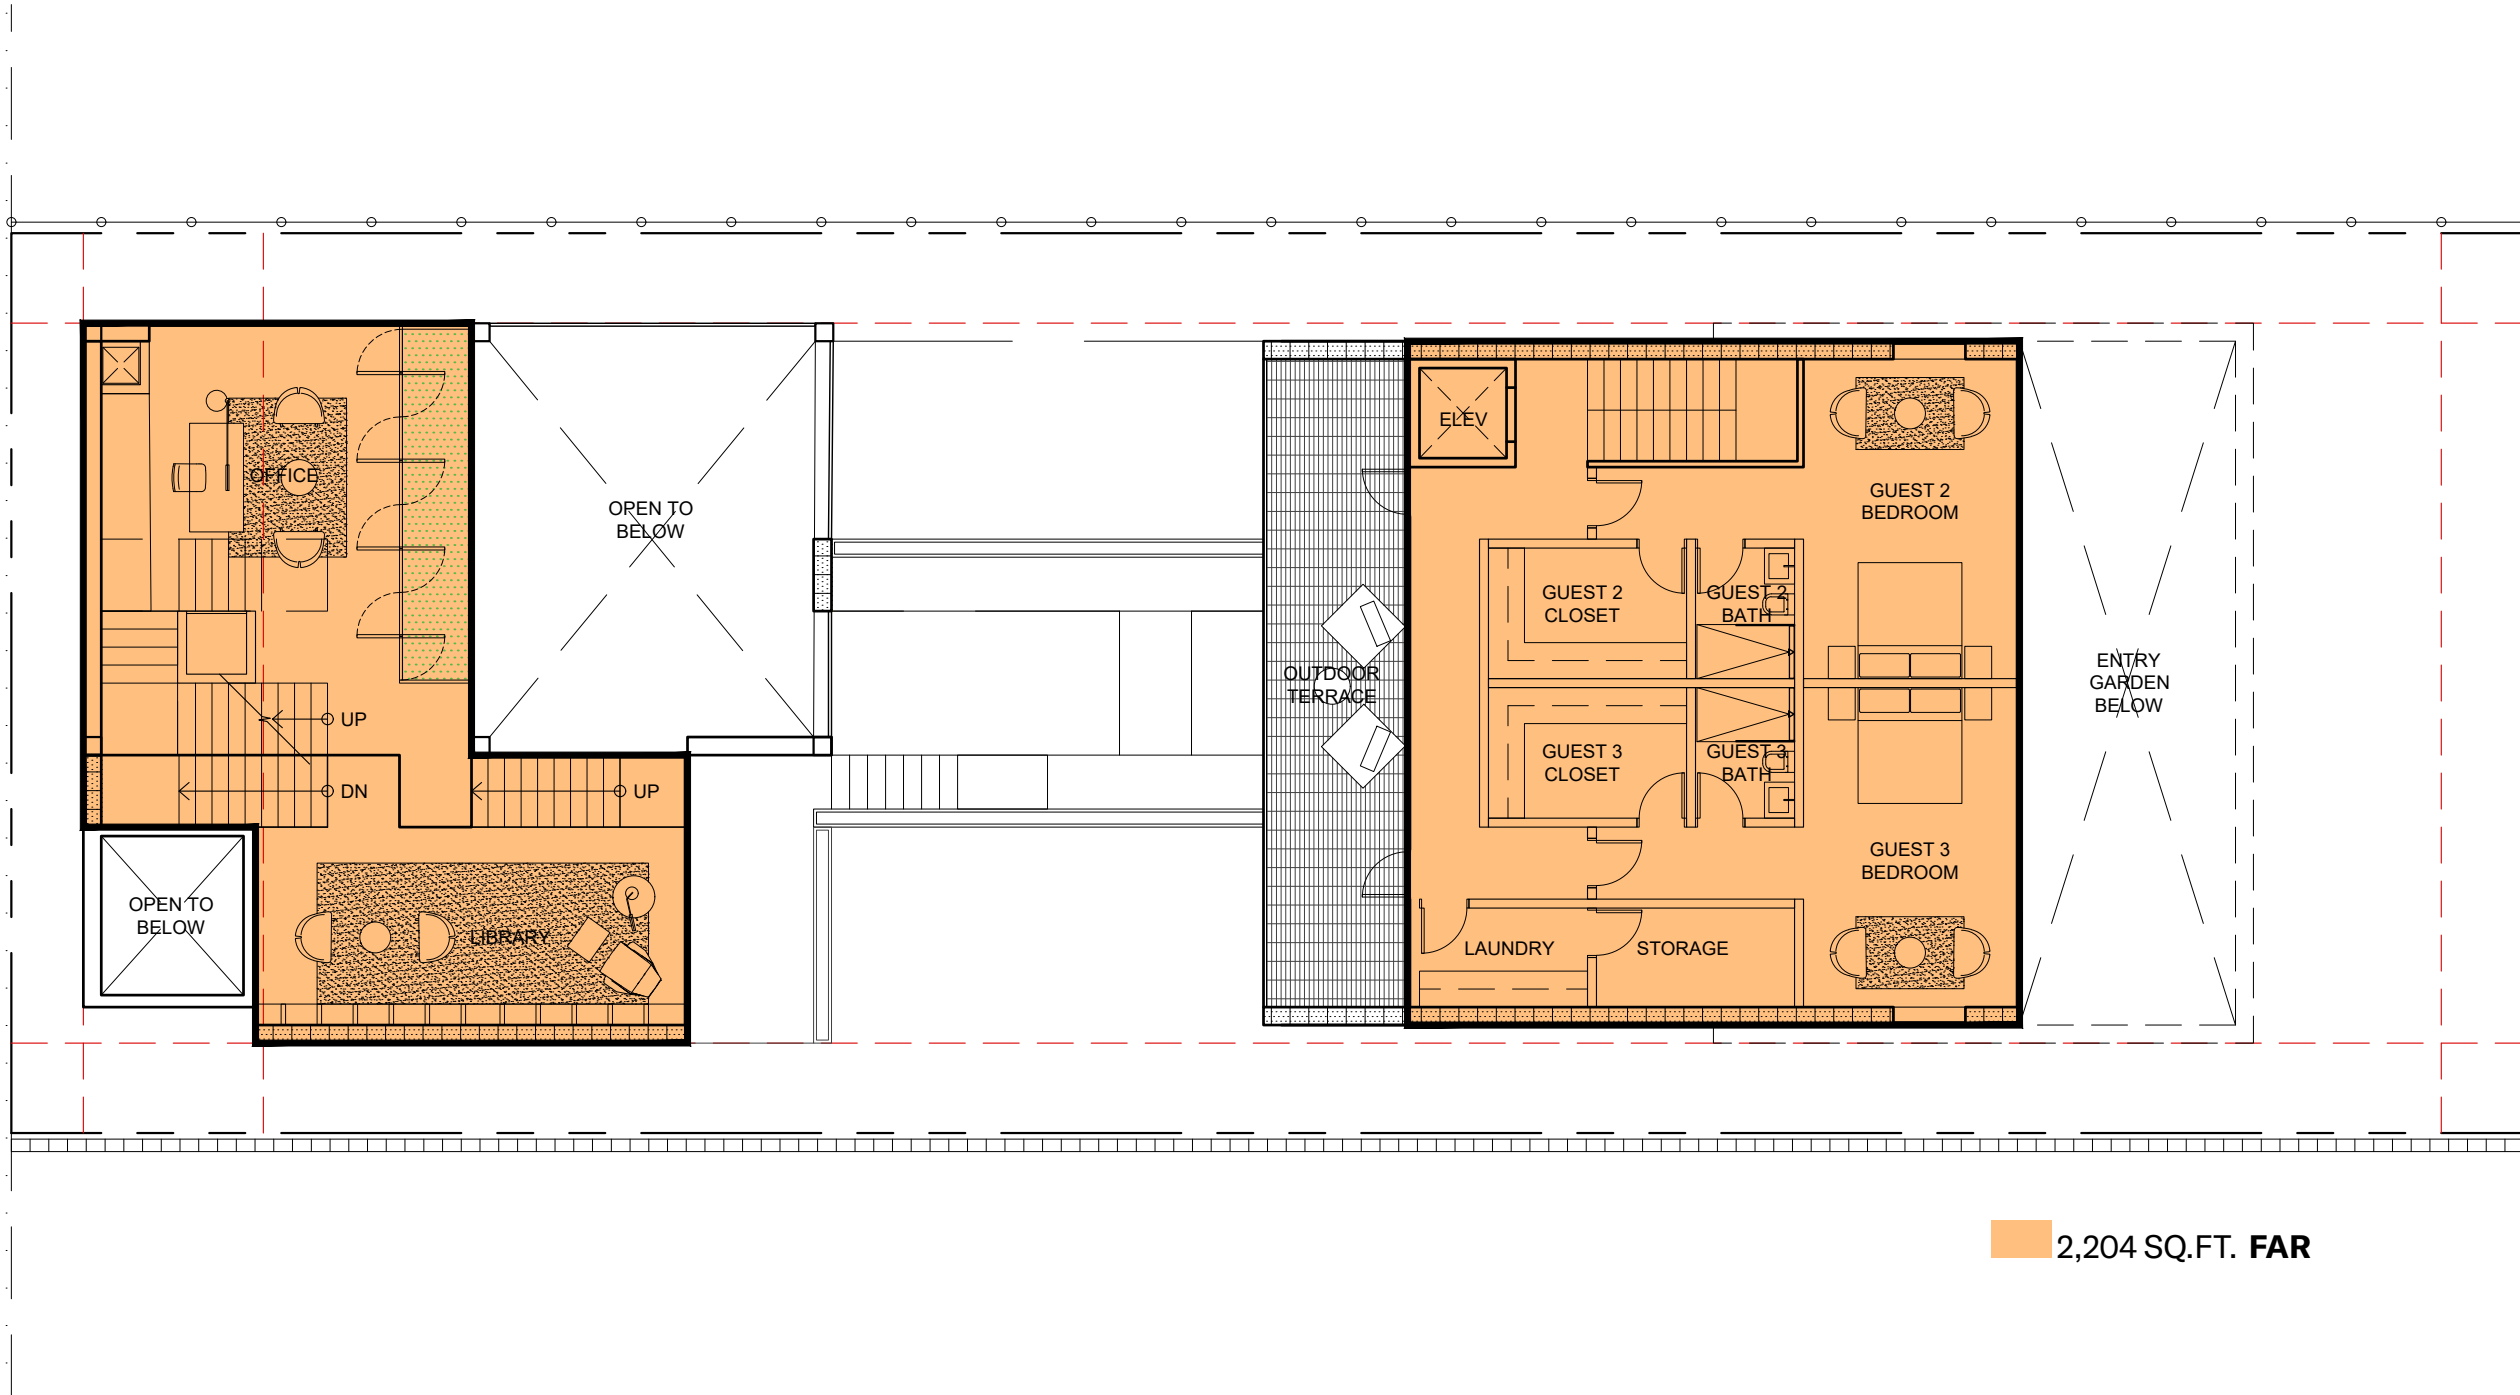 OFFICE
OPEN TO
BELOW
UP
DN
UP
OPEN TO
BELOW
LIBRARY
OUTDOOR
TERRACE
ELEV
GUEST 2
BEDROOM
GUEST 2
CLOSET
GUEST 2
BATH
GUEST 3
CLOSET
GUEST 3
BATH
GUEST 3
BEDROOM
LAUNDRY
STORAGE
ENTRY
GARDEN
BELOW
2,204 SQ.FT. FAR